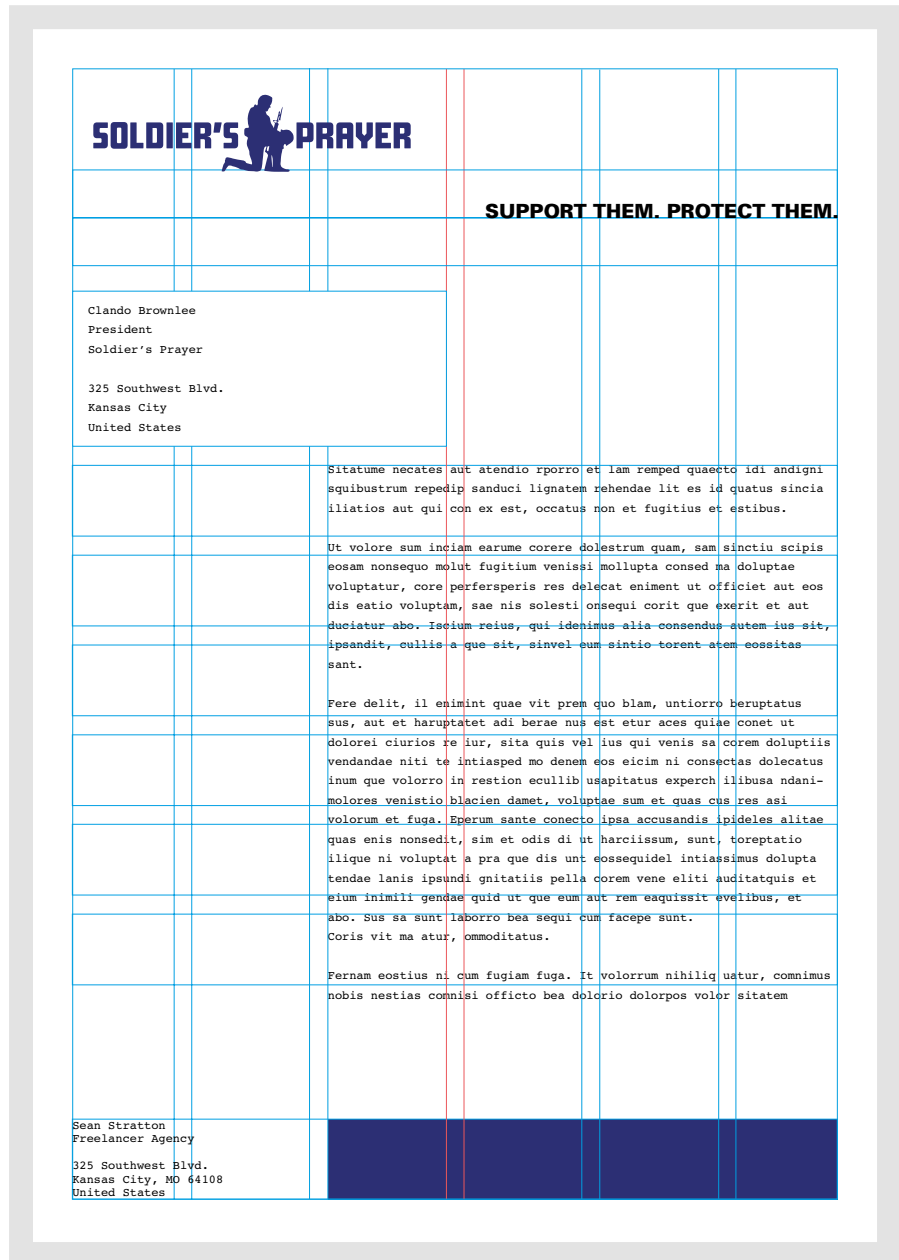 SOLDIER'S PRAYER
SUPPORT THEM. PROTECT THEM.
Clando Brownlee
President
Soldier’s Prayer
325 Southwest Blvd.
Kansas City
United States
Sitatume necates aut atendio rporro et lam remped quaecto idi andigni
squibustrum repedip sanduci lignatem rehendae lit es id quatus sincia
iliatios aut qui con ex est, occatus non et fugitius et estibus.
Ut volore sum inciam earume corere dolestrum quam, sam sinctiu scipis
eosam nonsequo molut fugitium venissi mollupta consed ma doluptae
voluptatur, core perfersperis res delecat eniment ut officiet aut eos
dis eatio voluptam, sae nis solesti onsequi corit que exerit et aut
duciatur abo. Iscium reius, qui idenimus alia consendus autem ius sit,
ipsandit, cullis a que sit, sinvel eum sintio torent atem eossitas
sant.
Fere delit, il enimint quae vit prem quo blam, untiorro beruptatus
sus, aut et haruptatet adi berae nus est etur aces quiae conet ut
dolorei ciurios re iur, sita quis vel ius qui venis sa corem doluptiis
vendandae niti te intiasped mo denem eos eicim ni consectas dolecatus
inum que volorro in restion ecullib usapitatus experch ilibusa ndani-
molores venistio blacien damet, voluptae sum et quas cus res asi
volorum et fuga. Eperum sante conecto ipsa accusandis ipideles alitae
quas enis nonsedit, sim et odis di ut harciissum, sunt, toreptatio
ilique ni voluptat a pra que dis unt eossequidel intiassimus dolupta
tendae lanis ipsundi gnitatiis pella corem vene eliti auditatquis et
eium inimili gendae quid ut que eum aut rem eaquissit evelibus, et
abo. Sus sa sunt laborro bea sequi cum facepe sunt.
Coris vit ma atur, ommoditatus.
Fernam eostius ni cum fugiam fuga. It volorrum nihiliq uatur, comnimus
nobis nestias comnisi officto bea dolorio dolorpos volor sitatem
Sean Stratton
Freelancer Agency
325 Southwest Blvd.
Kansas City, MO 64108
United States